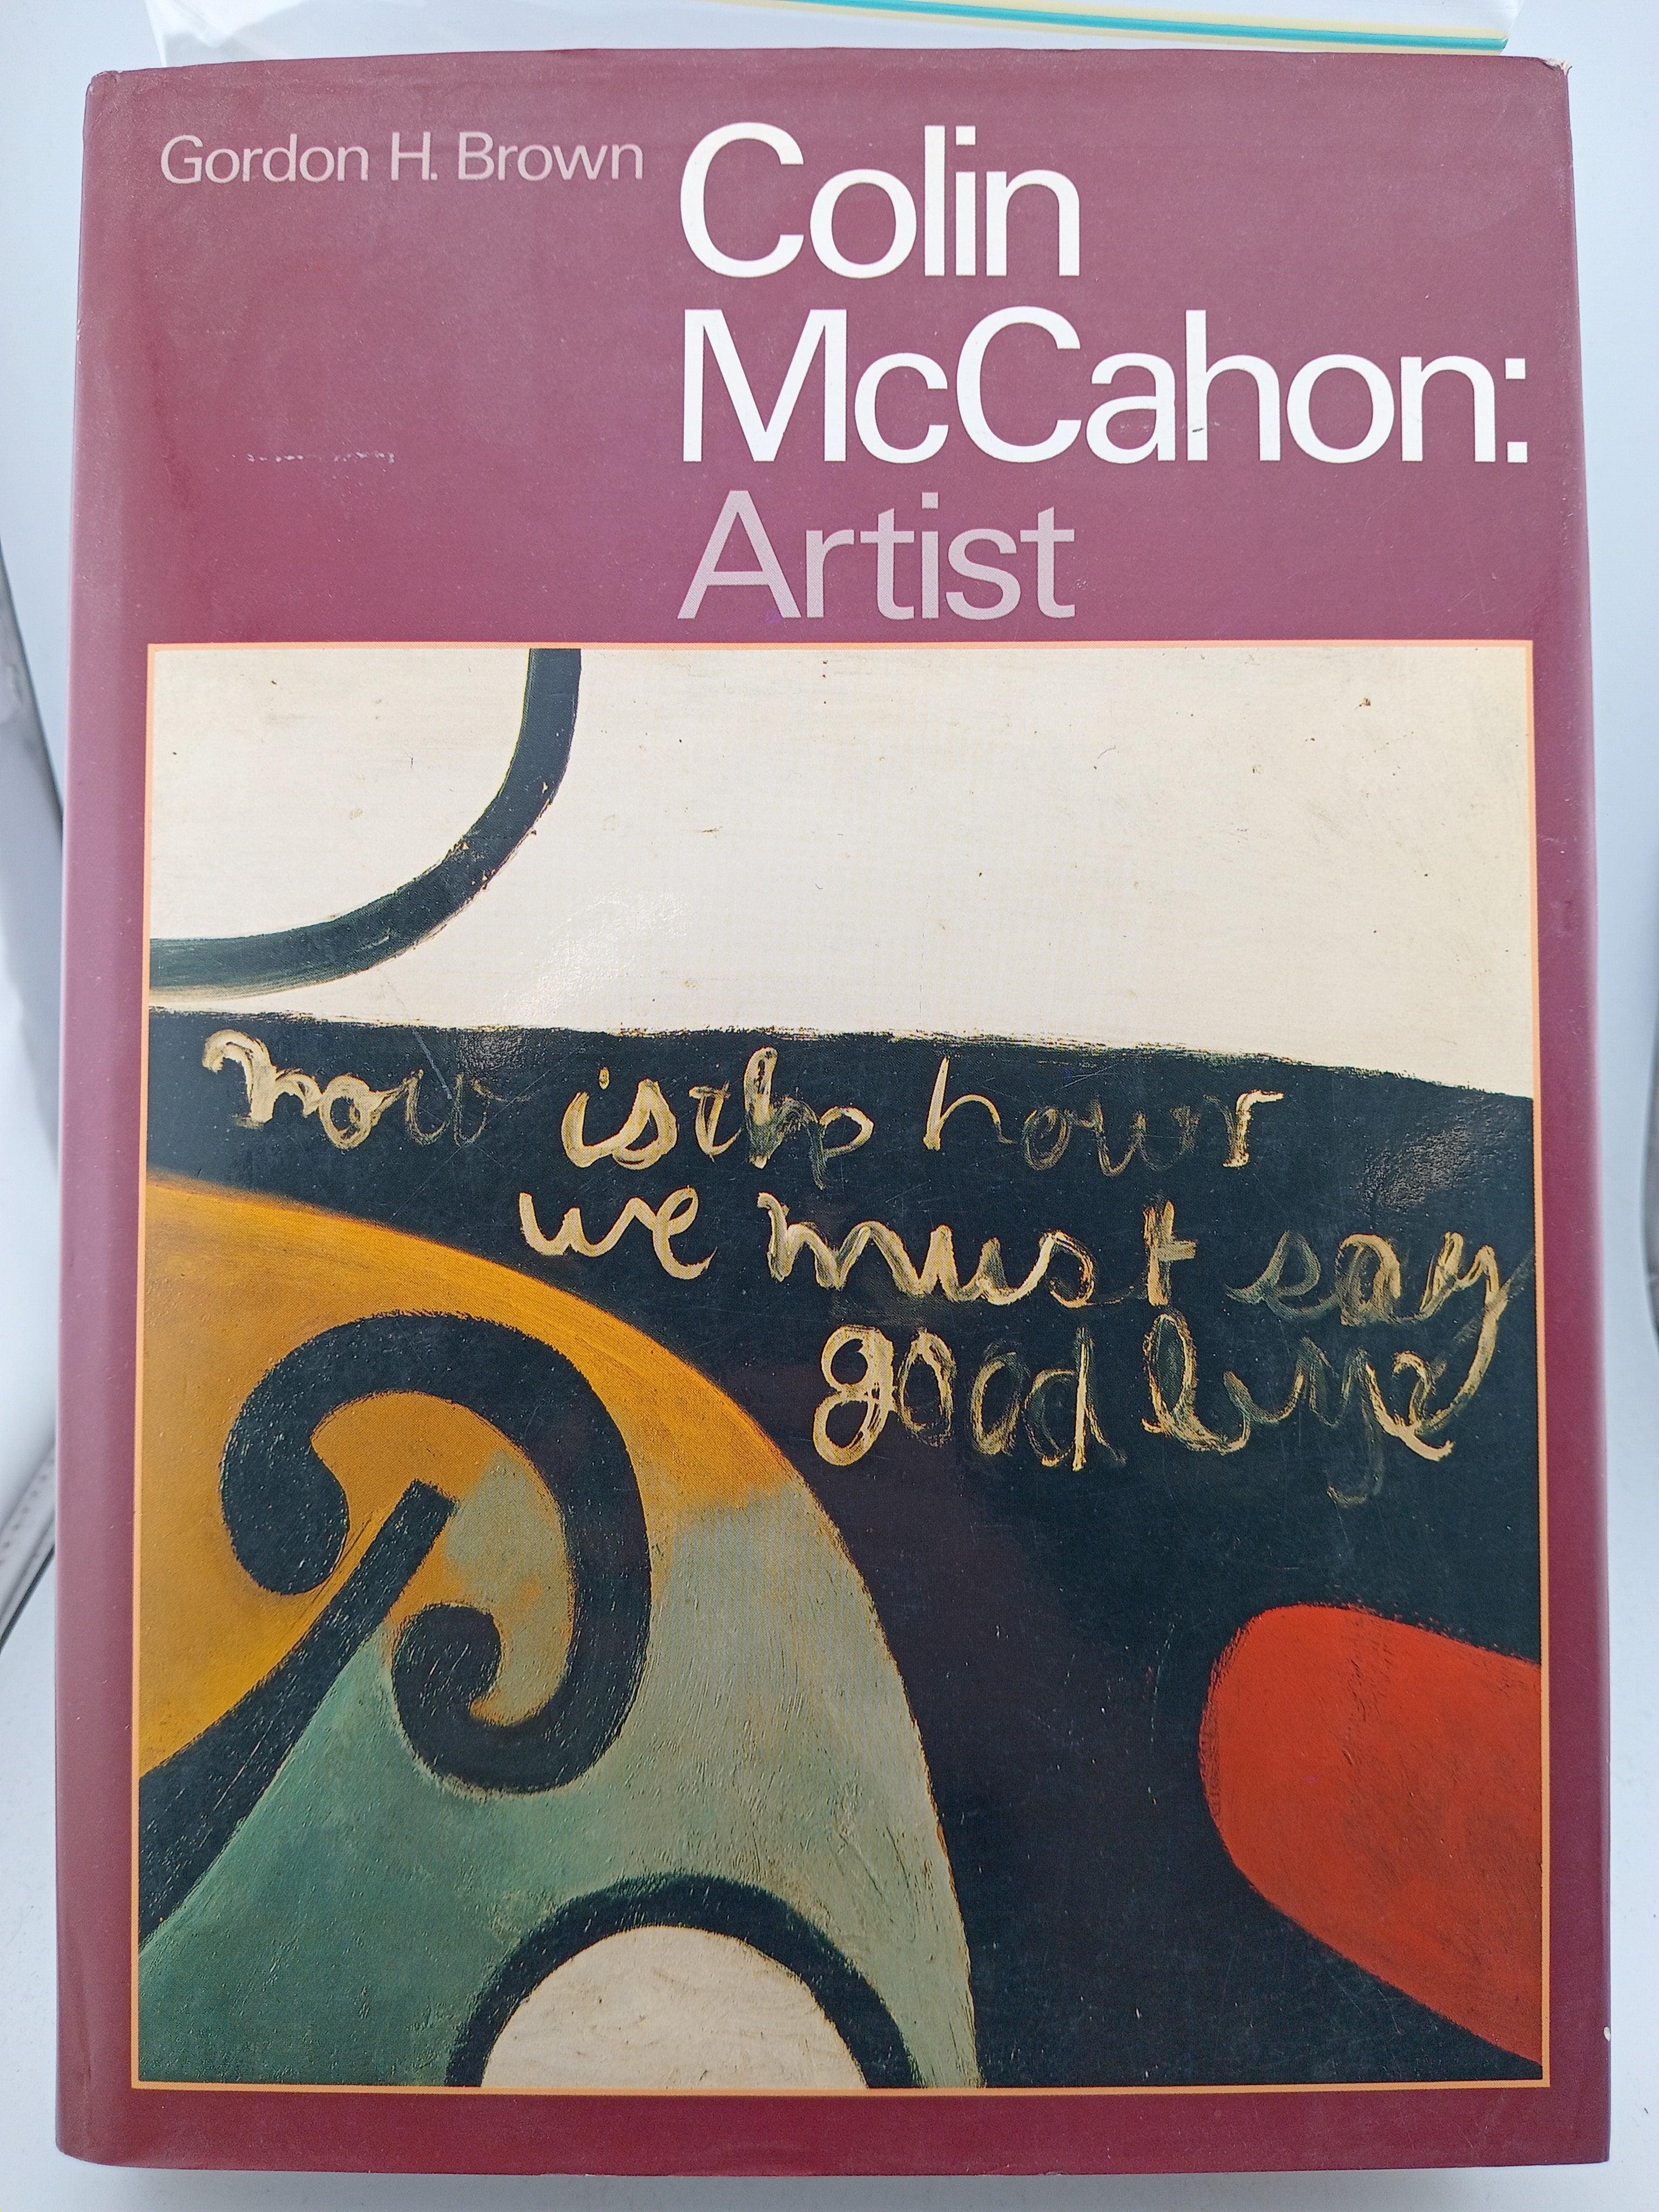 Gordon H. Brown
Colin
McCahon:
Artist
now is the hour
we must say
good bye